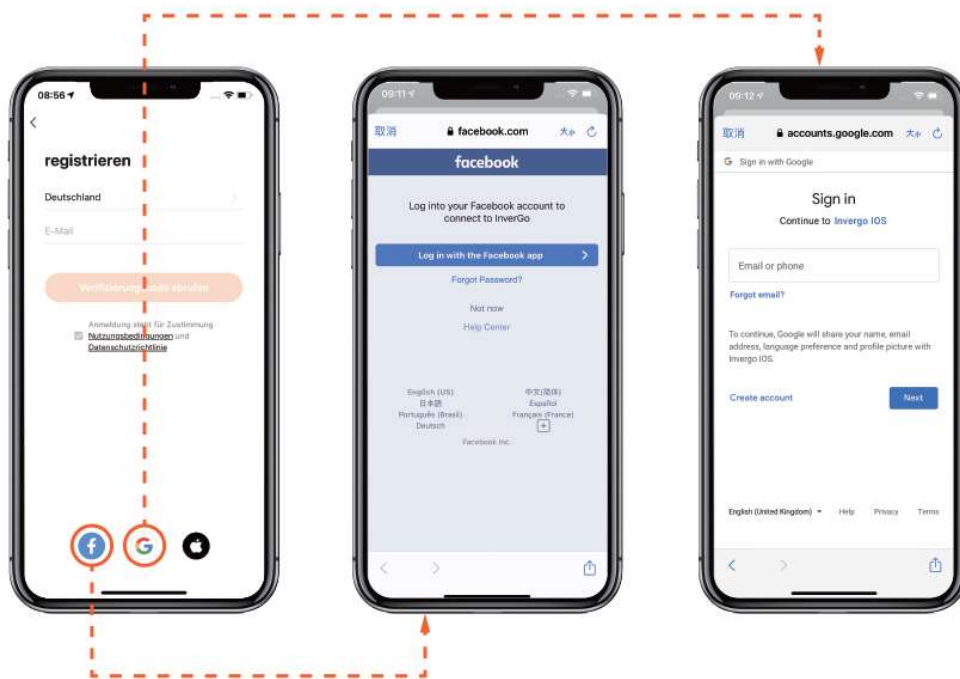 08:56
registrieren
Deutschland
E-Mail
Verifizierungscode abrufen
Anmeldung steht für Zustimmung
Nutzungsbedingungen und
Datenschutzrichtlinie
09:11
取消
facebook.com
大小
facebook
Log into your Facebook account to
connect to InverGo
Log in with the Facebook app
Forgot Password?
Not now
Help Center
English (US)
中文(简体)
日本語
Español
Português (Brasil)
Français (France)
Deutsch
Facebook Inc.
09:12
取消
accounts.google.com
大小
Sign in with Google
Sign in
Continue to Invergo IOS
Email or phone
Forgot email?
To continue, Google will share your name, email
address, language preference and profile picture with
Invergo IOS.
Create account
Next
English (United Kingdom)
Help
Privacy
Terms